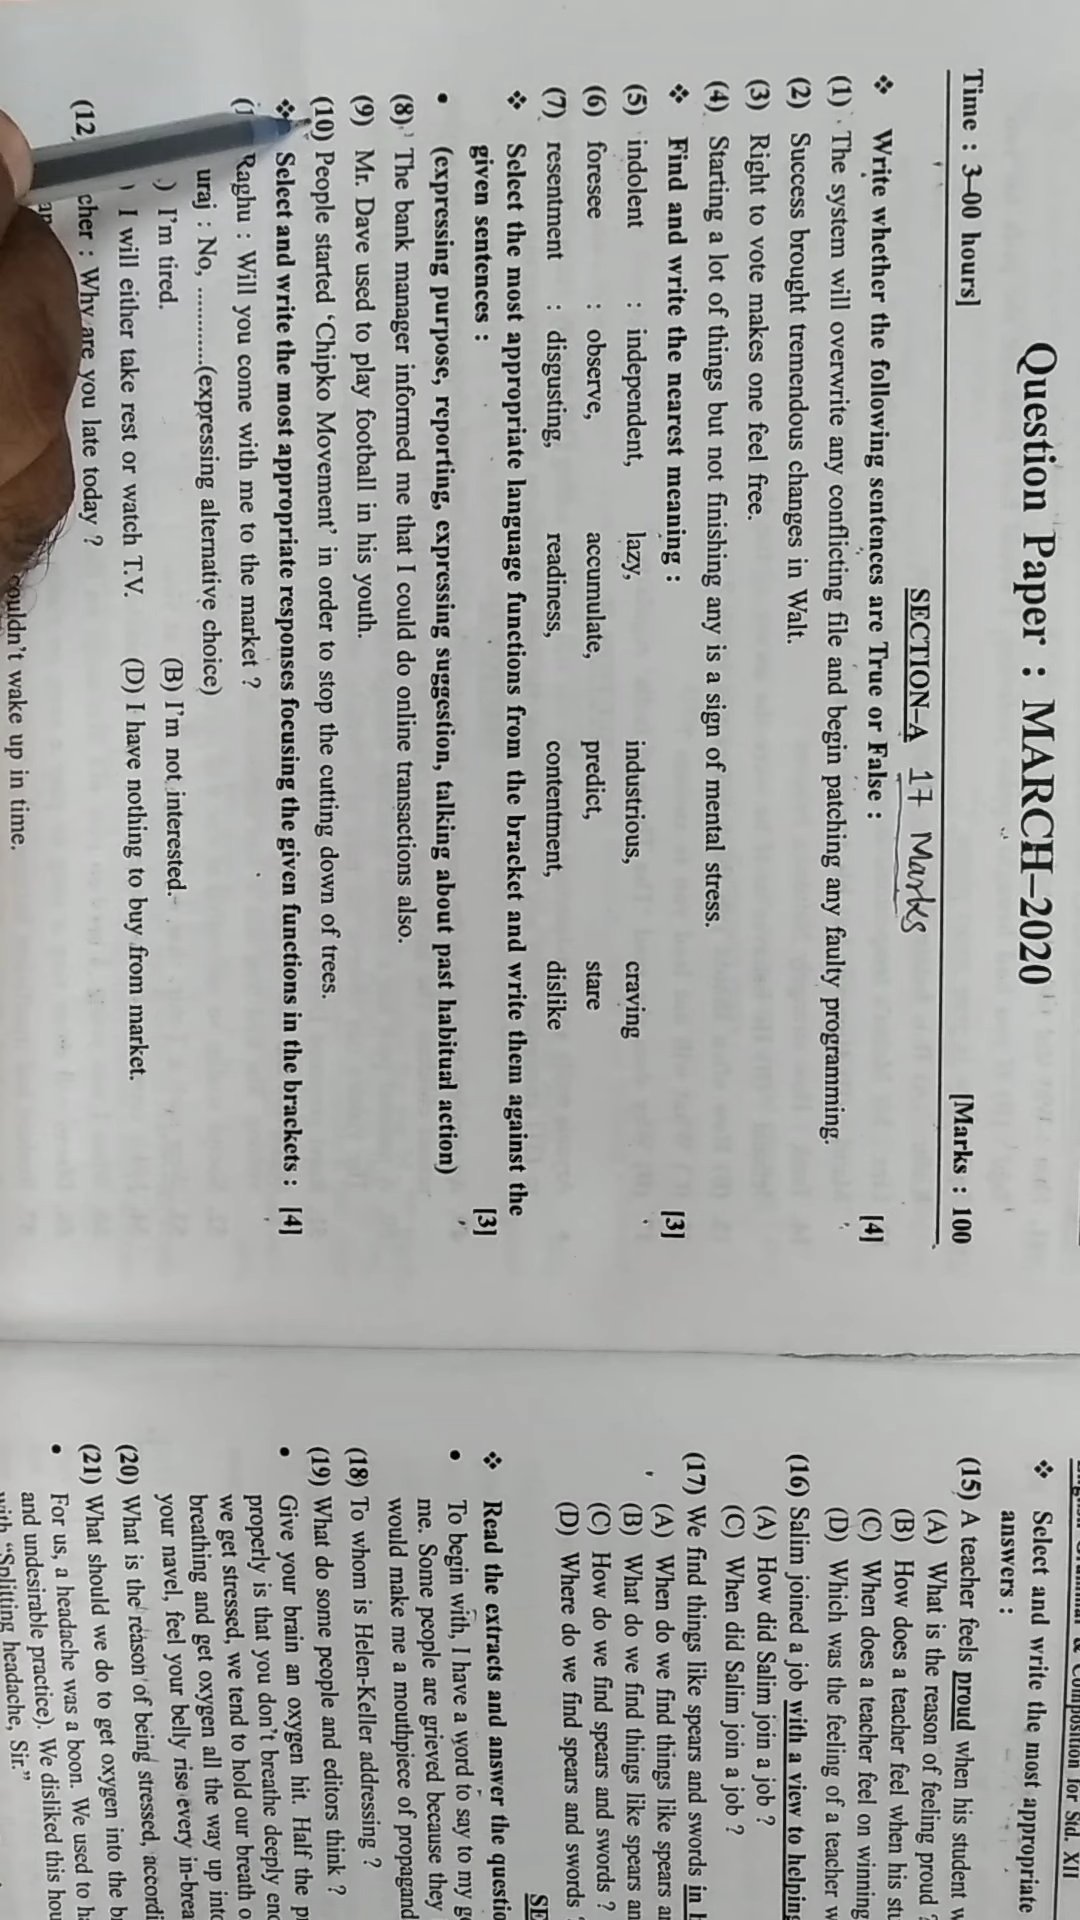 Question Paper : MARCH–2020
Time : 3–00 hours] [Marks : 100
SECTION–A 17 Marks
❖ Write whether the following sentences are True or False : [4]
(1) The system will overwrite any conflicting file and begin patching any faulty programming.
(2) Success brought tremendous changes in Walt.
(3) Right to vote makes one feel free.
(4) Starting a lot of things but not finishing any is a sign of mental stress.
❖ Find and write the nearest meaning : [3]
(5) indolent : independent, lazy, industrious, craving
(6) foresee : observe, accumulate, predict, stare
(7) resentment : disgusting, readiness, contentment, dislike
❖ Select the most appropriate language functions from the bracket and write them against the
given sentences : [3]
• (expressing purpose, reporting, expressing suggestion, talking about past habitual action)
(8) The bank manager informed me that I could do online transactions also.
(9) Mr. Dave used to play football in his youth.
(10) People started ‘Chipko Movement’ in order to stop the cutting down of trees.
❖ Select and write the most appropriate responses focusing the given functions in the brackets : [4]
Raghu : Will you come with me to the market ?
uraj : No, ............(expressing alternative choice)
) I’m tired. (B) I’m not interested.
) I will either take rest or watch T.V. (D) I have nothing to buy from market.
(12 cher : Why are you late today ?
ouldn’t wake up in time.
Composition for Std. XII
❖ Select and write the most appropriate
answers :
(15) A teacher feels proud when his student
(A) What is the reason of feeling proud ?
(B) How does a teacher feel when his
(C) When does a teacher feel on winning
(D) Which was the feeling of a teacher
(16) Salim joined a job with a view to helping
(A) How did Salim join a job ?
(C) When did Salim join a job ?
(17) We find things like spears and swords in
(A) When do we find things like spears
(B) What do we find things like spears
(C) How do we find spears and swords ?
(D) Where do we find spears and swords
SE
❖ Read the extracts and answer the
• To begin with, I have a word to say to my
me. Some people are grieved because they
would make me a mouthpiece of
(18) To whom is Helen-Keller addressing ?
(19) What do some people and editors think ?
• Give your brain an oxygen hit. Half the
properly is that you don’t breathe deeply
we get stressed, we tend to hold our breath
breathing and get oxygen all the way up
your navel, feel your belly rise every
(20) What is the reason of being stressed,
(21) What should we do to get oxygen into the
• For us, a headache was a boon. We used to
and undesirable practice). We disliked this
with “Splitting headache, Sir.”